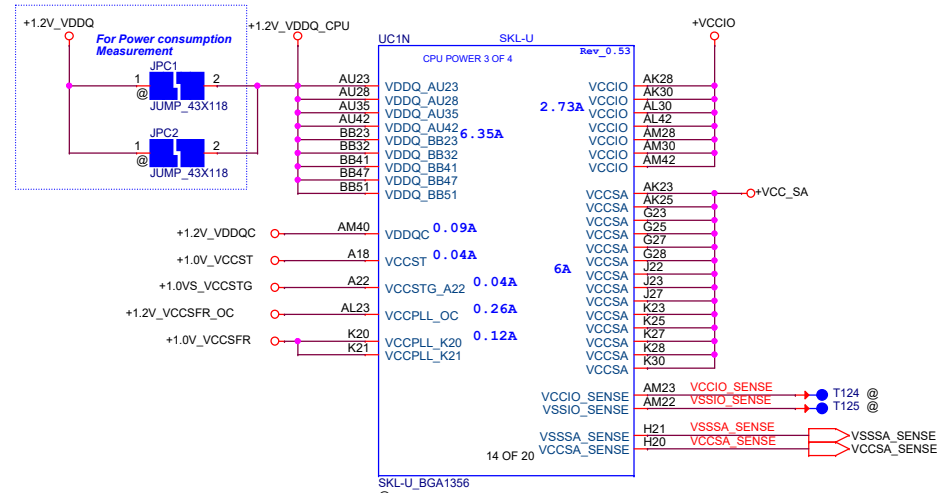 +1.2V_VDDQ
+1.2V_VDDQ_CPU
For Power consumption
Measurement
JPC1
1 2
@
JUMP_43X118
JPC2
1 2
@
JUMP_43X118
UC1N SKL-U
CPU POWER 3 OF 4
Rev_0.53
+VCCIO
AU23 VDDQ_AU23
AU28 VDDQ_AU28
AU35 VDDQ_AU35
AU42 VDDQ_AU42
BB23 VDDQ_BB23
BB32 VDDQ_BB32
BB41 VDDQ_BB41
BB47 VDDQ_BB47
BB51 VDDQ_BB51
6.35A
+1.2V_VDDQC AM40 VDDQC 0.09A
+1.0V_VCCST A18 VCCST 0.04A
+1.0VS_VCCSTG A22 VCCSTG_A22 0.04A
+1.2V_VCCSFR_OC AL23 VCCPLL_OC 0.26A
+1.0V_VCCSFR K20 VCCPLL_K20 0.12A
K21 VCCPLL_K21
2.73A
VCCIO AK28
VCCIO AK30
VCCIO AL30
VCCIO AL42
VCCIO AM28
VCCIO AM30
VCCIO AM42
VCCSA AK23 +VCC_SA
VCCSA AK25
VCCSA G23
VCCSA G25
VCCSA G27
VCCSA G28
VCCSA J22
VCCSA J23
VCCSA J27
VCCSA K23
VCCSA K25
VCCSA K27
VCCSA K28
VCCSA K30
6A
VCCIO_SENSE AM23 VCCIO_SENSE T124 @
VSSIO_SENSE AM22 VSSIO_SENSE T125 @
VSSSA_SENSE H21 VSSSA_SENSE VSSSA_SENSE
VCCSA_SENSE H20 VCCSA_SENSE VCCSA_SENSE
14 OF 20
SKL-U_BGA1356